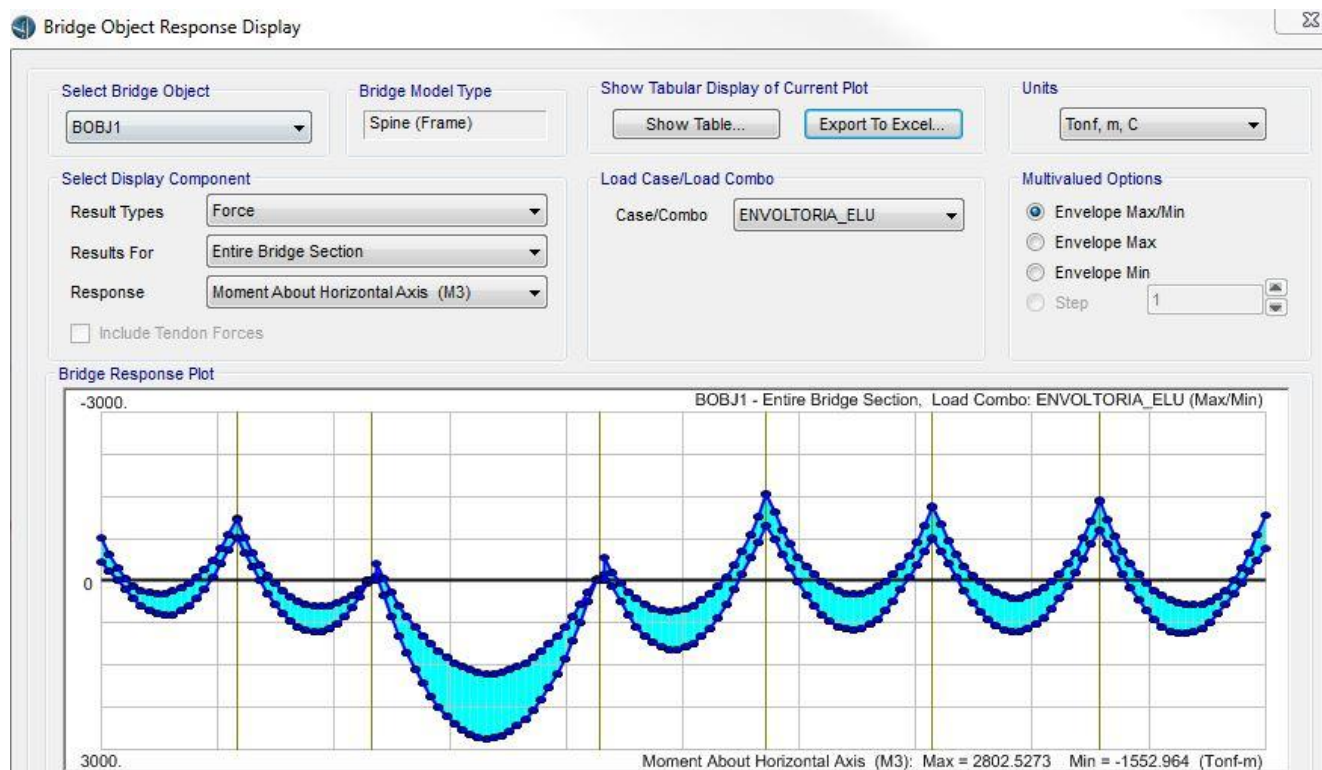 Bridge Object Response Display
Select Bridge Object
BOBJ1
Bridge Model Type
Spine (Frame)
Show Tabular Display of Current Plot
Show Table...
Export To Excel...
Units
Tonf, m, C
Select Display Component
Result Types
Force
Results For
Entire Bridge Section
Response
Moment About Horizontal Axis (M3)
Include Tendon Forces
Load Case/Load Combo
Case/Combo
ENVOLTORIA_ELU
Multivalued Options
Envelope Max/Min
Envelope Max
Envelope Min
Step
1
Bridge Response Plot
-3000.
BOBJ1 - Entire Bridge Section, Load Combo: ENVOLTORIA_ELU (Max/Min)
0
3000.
Moment About Horizontal Axis (M3): Max = 2802.5273 Min = -1552.964 (Tonf-m)